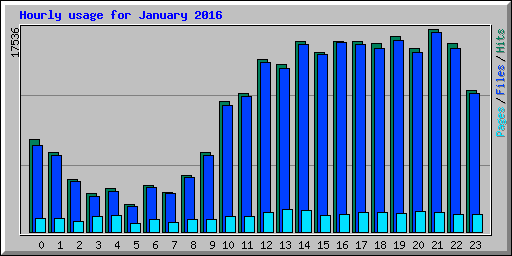 Hourly usage for January 2016
17536
Pages/Files/Hits
0 1 2 3 4 5 6 7 8 9 10 11 12 13 14 15 16 17 18 19 20 21 22 23